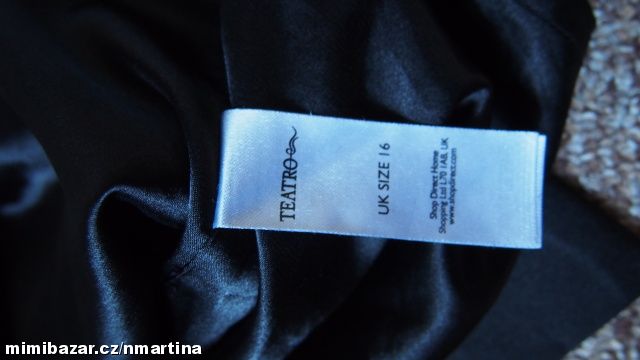 TEATRO
UK SIZE 16
Shop Direct Home
Shopping Ltd L70 1AB, UK
www.shopdirect.com
mimibazar.cz/nmartina